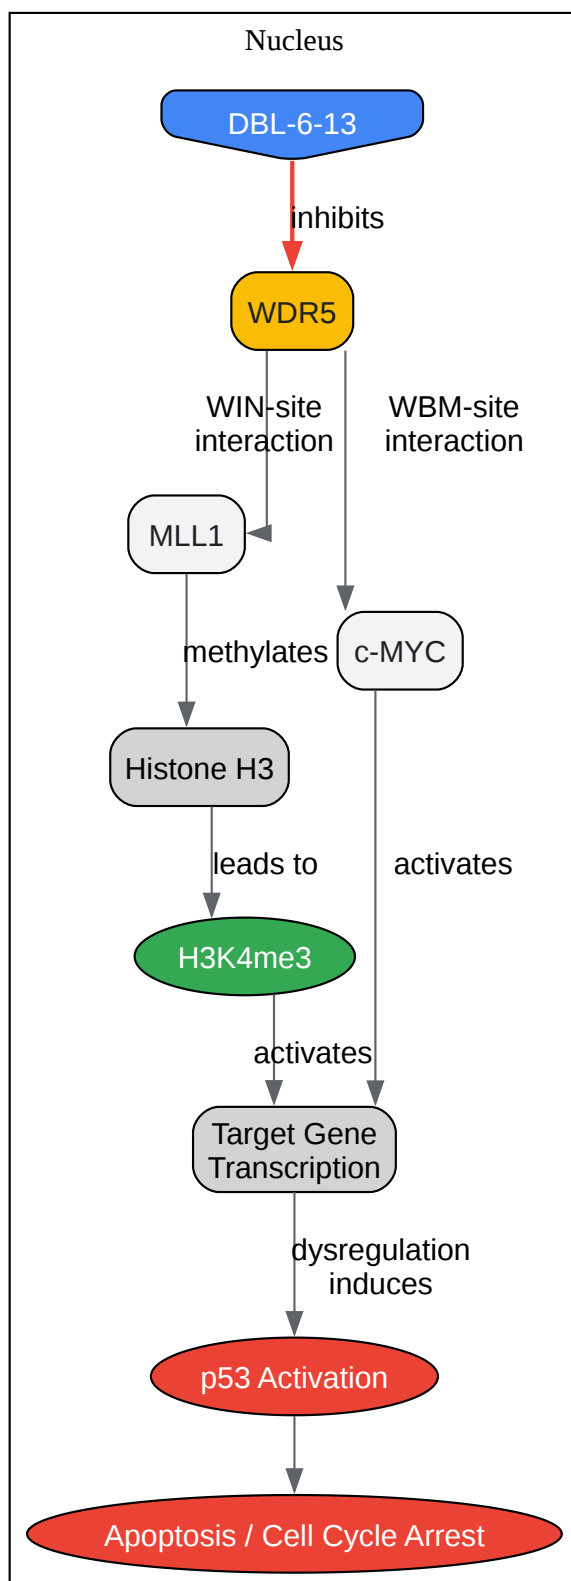 Nucleus
DBL-6-13
inhibits
WDR5
WIN-site
interaction
WBM-site
interaction
MLL1
methylates
c-MYC
Histone H3
leads to
activates
H3K4me3
activates
Target Gene
Transcription
dysregulation
induces
p53 Activation
Apoptosis / Cell Cycle Arrest